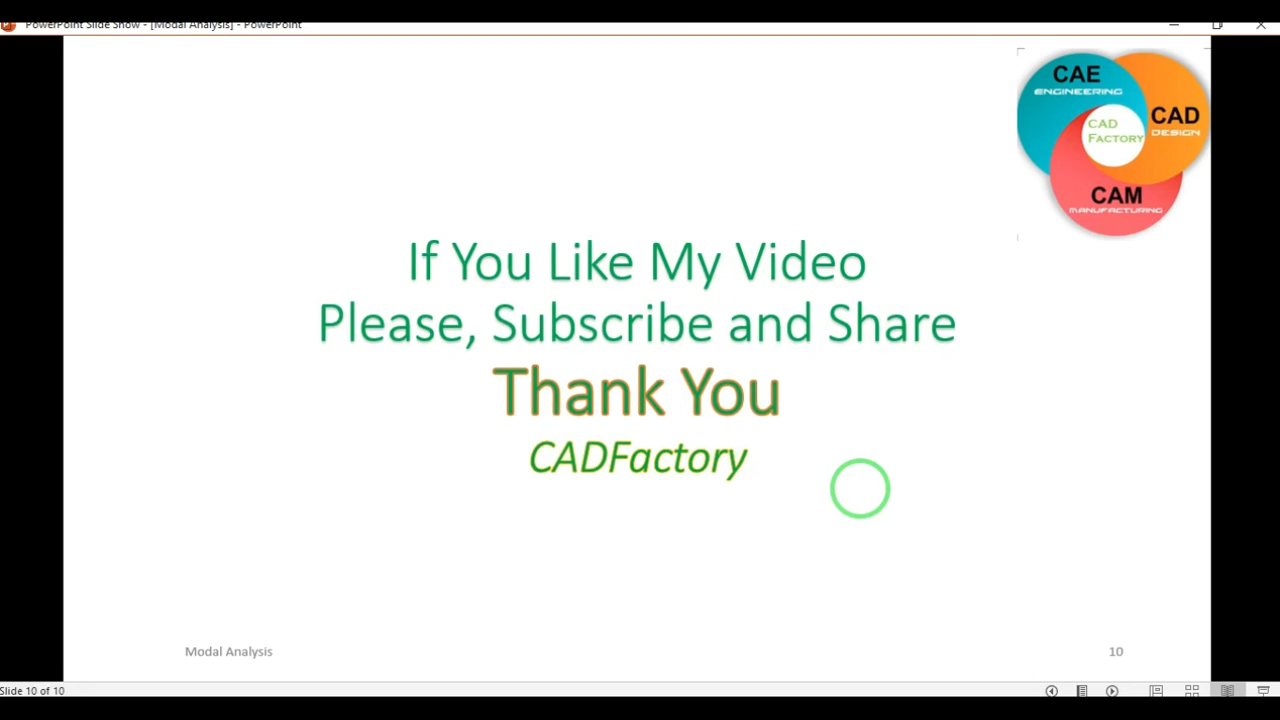 PowerPoint Slide Show - [Modal Analysis] - PowerPoint
CAE
ENGINEERING
CAD
DESIGN
CAD
FACTORY
CAM
MANUFACTURING
If You Like My Video
Please, Subscribe and Share
Thank You
CADFactory
Modal Analysis
10
Slide 10 of 10